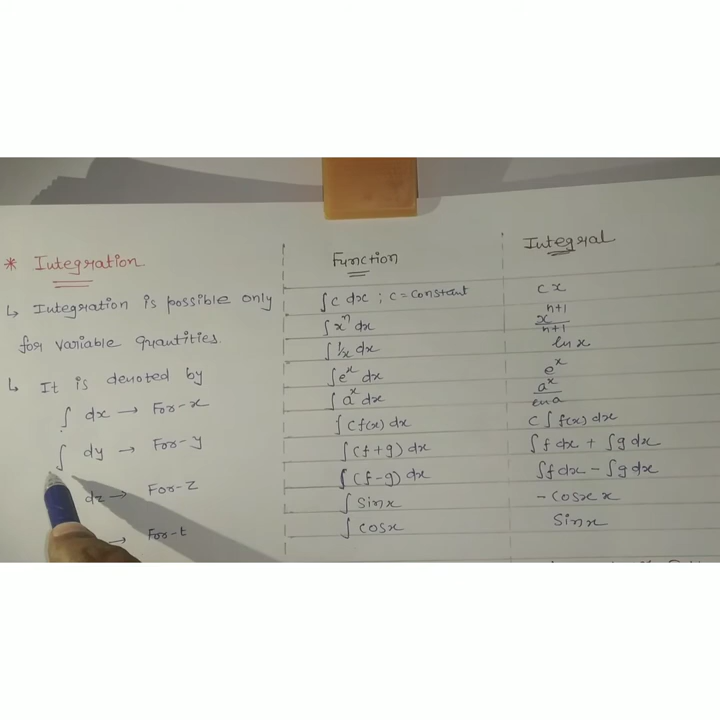 * Integration
↳ Integration is possible only
for variable quantities.
↳ It is denoted by
∫ dx → For-x
∫ dy → For-y
dz → For-z
→ For-t
Function Integral
∫c dx ; c = constant cx
∫xⁿ dx xⁿ⁺¹/n+1
∫1/x dx ln x
∫eˣ dx eˣ
∫aˣ dx aˣ/ln a
∫cf(x) dx c∫f(x) dx
∫(f+g) dx ∫f dx + ∫g dx
∫(f-g) dx ∫f dx - ∫g dx
∫sinx -cosx x
∫cosx Sinx